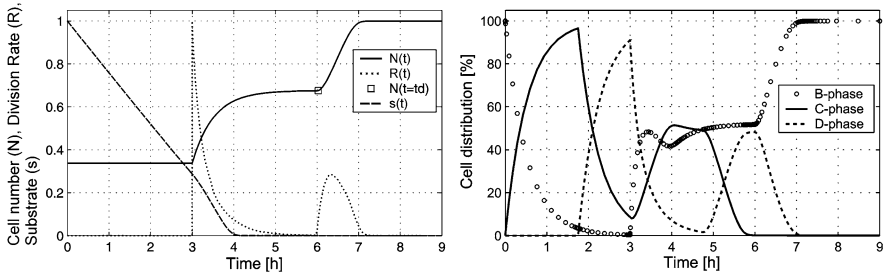 Cell number (N), Division Rate (R),
Substrate (s)
1
0.8
0.6
0.4
0.2
0
N(t)
R(t)
N(t=td)
s(t)
0 1 2 3 4 5 6 7 8 9
Time [h]
Cell distribution [%]
100
80
60
40
20
0
B-phase
C-phase
D-phase
0 1 2 3 4 5 6 7 8 9
Time [h]